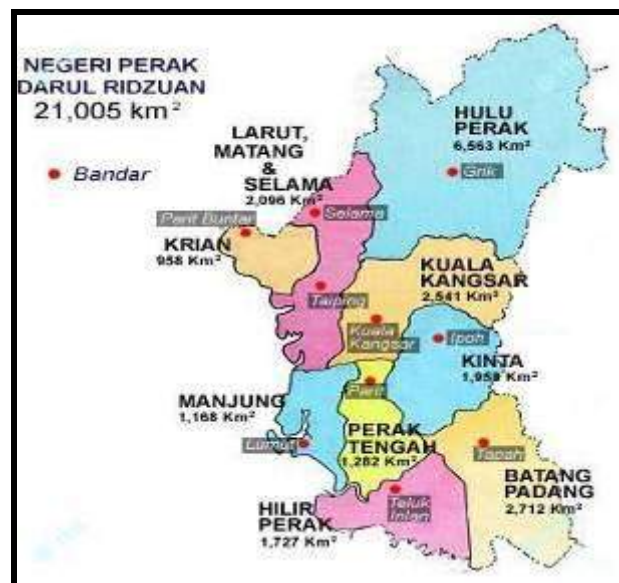 NEGERI PERAK
DARUL RIDZUAN
21,005 km²
Bandar
HULU
PERAK
6,563 Km²
Grik
LARUT,
MATANG
&
SELAMA
2,096 Km²
Selama
Parit Buntar
KRIAN
958 Km²
Taiping
KUALA
KANGSAR
2,541 Km²
Kuala
Kangsar
Ipoh
KINTA
1,958 Km²
Parit
MANJUNG
1,168 Km²
Lumut
PERAK
TENGAH
1,282 Km²
Tapah
BATANG
PADANG
2,712 Km²
Teluk
Intan
HILIR
PERAK
1,727 Km²